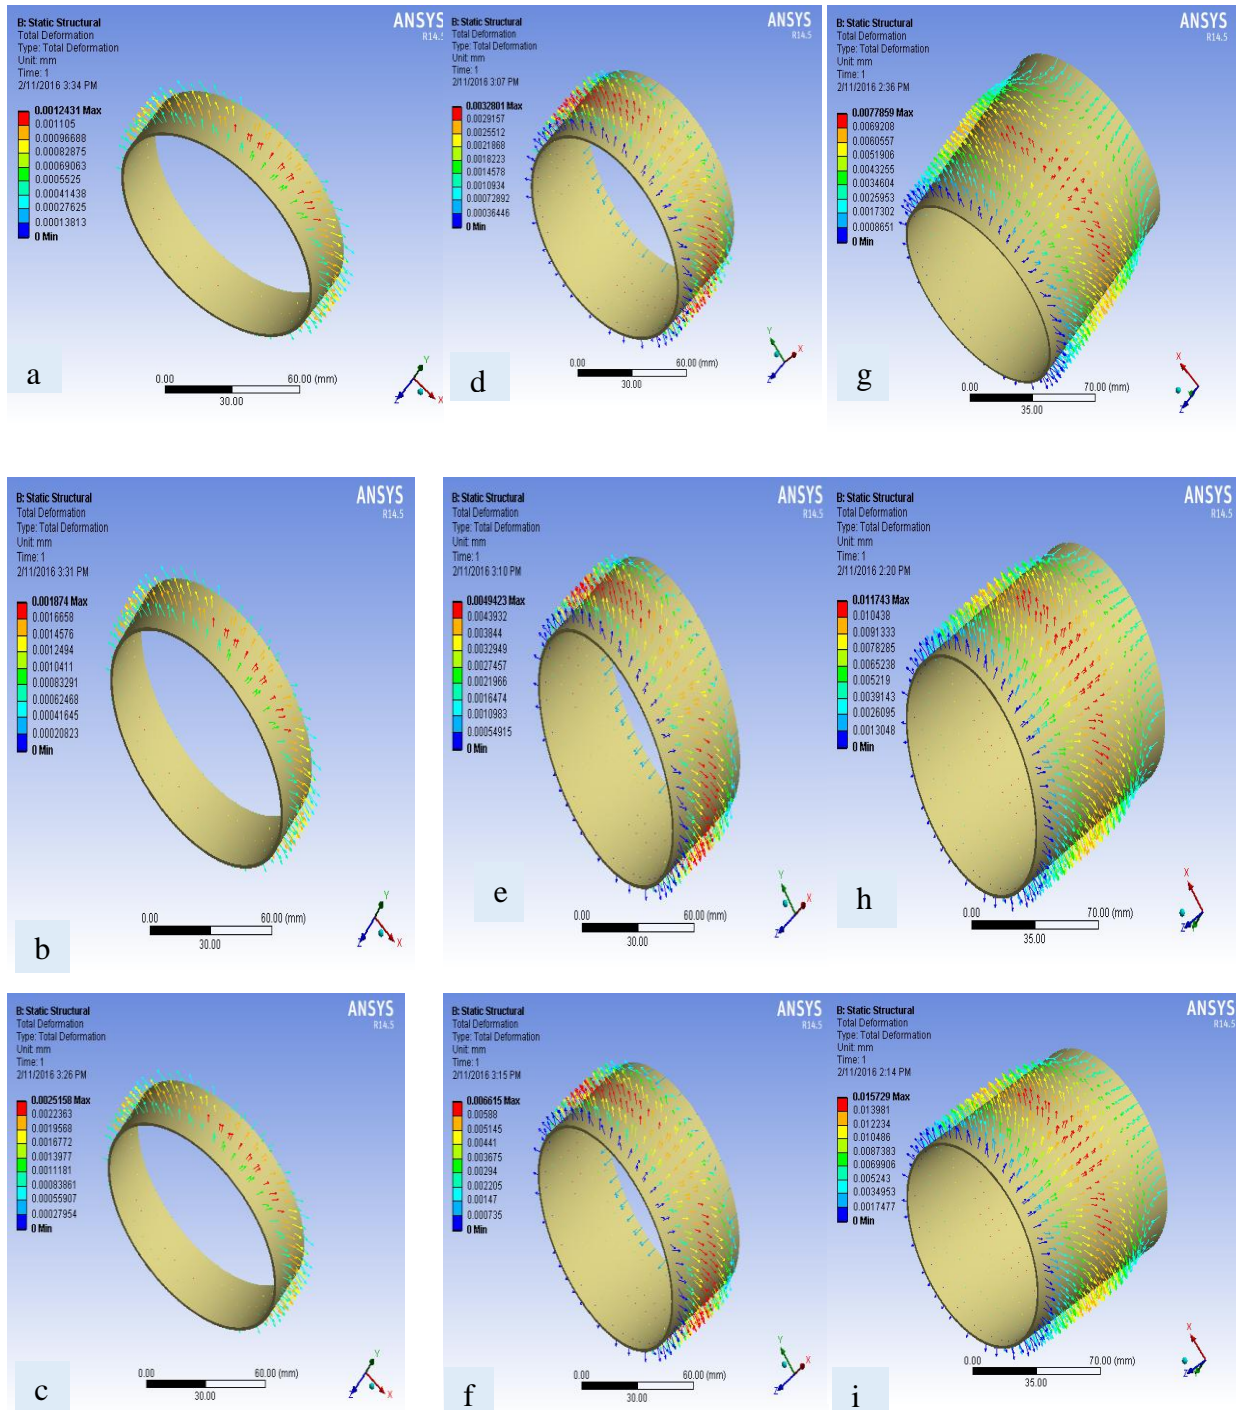 B: Static Structural
Total Deformation
Type: Total Deformation
Unit: mm
Time: 1
2/11/2016 3:34 PM
ANSYS
R14.5
0.0012431 Max
0.001105
0.00096688
0.00082875
0.00069063
0.0005525
0.00041438
0.00027625
0.00013813
0 Min
a
0.00
60.00 (mm)
30.00
Y
Z
X
B: Static Structural
Total Deformation
Type: Total Deformation
Unit: mm
Time: 1
2/11/2016 3:07 PM
ANSYS
R14.5
0.0032801 Max
0.0029157
0.0025512
0.0021868
0.0018223
0.0014578
0.0010934
0.00072892
0.00036446
0 Min
d
0.00
60.00 (mm)
30.00
Y
X
Z
B: Static Structural
Total Deformation
Type: Total Deformation
Unit: mm
Time: 1
2/11/2016 2:36 PM
ANSYS
R14.5
0.0077859 Max
0.0069208
0.0060557
0.0051906
0.0043255
0.0034604
0.0025953
0.0017302
0.0008651
0 Min
g
0.00
70.00 (mm)
35.00
X
Z
B: Static Structural
Total Deformation
Type: Total Deformation
Unit: mm
Time: 1
2/11/2016 3:31 PM
ANSYS
R14.5
0.001874 Max
0.0016658
0.0014576
0.0012494
0.0010411
0.00083291
0.00062468
0.00041645
0.00020823
0 Min
b
0.00
60.00 (mm)
30.00
Y
Z
X
B: Static Structural
Total Deformation
Type: Total Deformation
Unit: mm
Time: 1
2/11/2016 3:10 PM
ANSYS
R14.5
0.0049423 Max
0.0043932
0.003844
0.0032949
0.0027457
0.0021966
0.0016474
0.0010983
0.00054915
0 Min
e
0.00
60.00 (mm)
30.00
Y
X
Z
B: Static Structural
Total Deformation
Type: Total Deformation
Unit: mm
Time: 1
2/11/2016 2:20 PM
ANSYS
R14.5
0.011743 Max
0.010438
0.0091333
0.0078285
0.0065238
0.005219
0.0039143
0.0026095
0.0013048
0 Min
h
0.00
70.00 (mm)
35.00
X
Z
B: Static Structural
Total Deformation
Type: Total Deformation
Unit: mm
Time: 1
2/11/2016 3:26 PM
ANSYS
R14.5
0.0025158 Max
0.0022363
0.0019568
0.0016772
0.0013977
0.0011181
0.00083861
0.00055907
0.00027954
0 Min
c
0.00
60.00 (mm)
30.00
Y
Z
X
B: Static Structural
Total Deformation
Type: Total Deformation
Unit: mm
Time: 1
2/11/2016 3:15 PM
ANSYS
R14.5
0.006615 Max
0.00588
0.005145
0.00441
0.003675
0.00294
0.002205
0.00147
0.000735
0 Min
f
0.00
60.00 (mm)
30.00
Y
X
Z
B: Static Structural
Total Deformation
Type: Total Deformation
Unit: mm
Time: 1
2/11/2016 2:14 PM
ANSYS
R14.5
0.015729 Max
0.013981
0.012234
0.010486
0.0087383
0.0069906
0.005243
0.0034953
0.0017477
0 Min
i
0.00
70.00 (mm)
35.00
X
Z